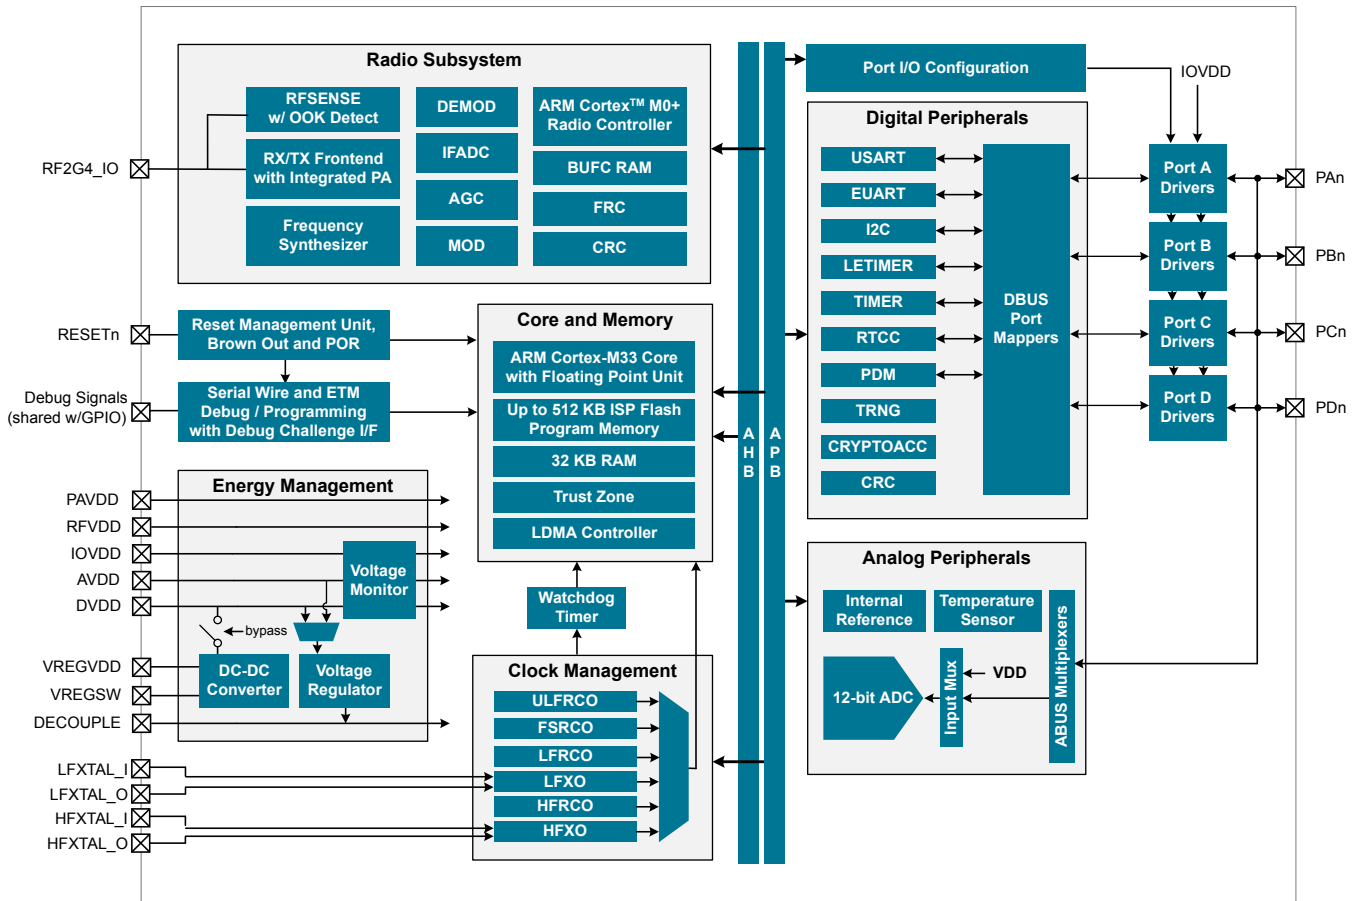 Radio Subsystem
RFSENSE
w/ OOK Detect
RX/TX Frontend
with Integrated PA
Frequency
Synthesizer
DEMOD
IFADC
AGC
MOD
ARM Cortex™ M0+
Radio Controller
BUFC RAM
FRC
CRC
RF2G4_IO
RESETn
Reset Management Unit,
Brown Out and POR
Debug Signals
(shared w/GPIO)
Serial Wire and ETM
Debug / Programming
with Debug Challenge I/F
Core and Memory
ARM Cortex-M33 Core
with Floating Point Unit
Up to 512 KB ISP Flash
Program Memory
32 KB RAM
Trust Zone
LDMA Controller
Energy Management
PAVDD
RFVDD
IOVDD
AVDD
DVDD
VREGVDD
VREGSW
DECOUPLE
Voltage
Monitor
bypass
DC-DC
Converter
Voltage
Regulator
Watchdog
Timer
Clock Management
ULFRCO
FSRCO
LFRCO
LFXO
HFRCO
HFXO
LFXTAL_I
LFXTAL_O
HFXTAL_I
HFXTAL_O
A
H
B
A
P
B
Port I/O Configuration
IOVDD
Digital Peripherals
USART
EUART
I2C
LETIMER
TIMER
RTCC
PDM
TRNG
CRYPTOACC
CRC
DBUS
Port
Mappers
Port A
Drivers
Port B
Drivers
Port C
Drivers
Port D
Drivers
PAn
PBn
PCn
PDn
Analog Peripherals
Internal
Reference
Temperature
Sensor
12-bit ADC
Input Mux
VDD
ABUS Multiplexers